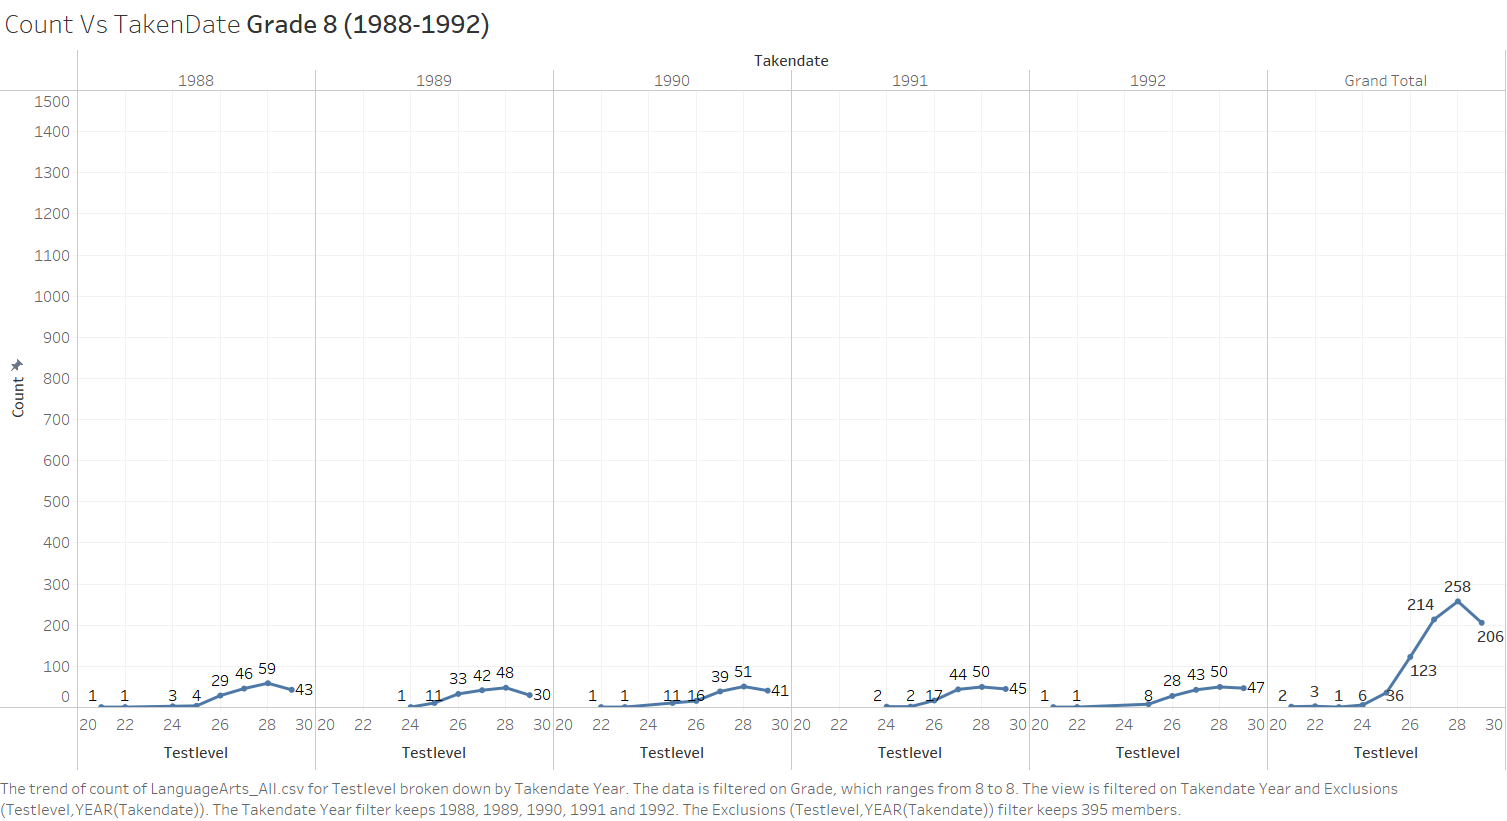 Count Vs TakenDate Grade 8 (1988-1992)
Takendate
1988 1989 1990 1991 1992 Grand Total
1500
1400
1300
1200
1100
1000
900
800
700
600
500
400
300
200
100
0
Count
1 1 3 4 29 46 59 43
1 11 33 42 48 30
1 1 11 16 39 51 41
2 2 17 44 50 45
1 1 8 28 43 50 47
2 3 1 6 36 123 214 258 206
20 22 24 26 28 30 20 22 24 26 28 30 20 22 24 26 28 30 20 22 24 26 28 30 20 22 24 26 28 30 20 22 24 26 28 30
Testlevel Testlevel Testlevel Testlevel Testlevel Testlevel
The trend of count of LanguageArts_All.csv for Testlevel broken down by Takendate Year. The data is filtered on Grade, which ranges from 8 to 8. The view is filtered on Takendate Year and Exclusions
(Testlevel,YEAR(Takendate)). The Takendate Year filter keeps 1988, 1989, 1990, 1991 and 1992. The Exclusions (Testlevel,YEAR(Takendate)) filter keeps 395 members.